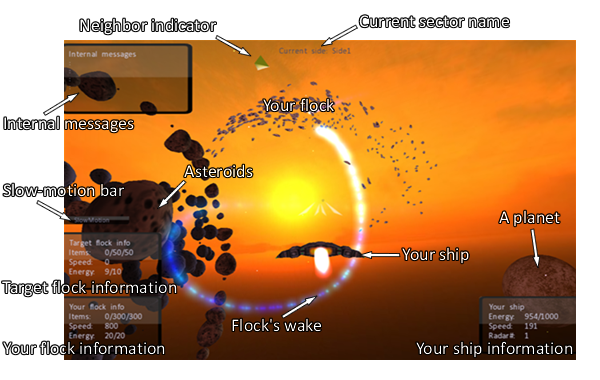 Neighbor indicator
Current sector name
Internal messages
Current side: Side1
Your flock
Internal messages
Asteroids
Slow-motion bar
SlowMotion
A planet
Target flock info
Items: 0/50/50
Speed: 0
Energy: 9/10
Your ship
Target flock information
Your flock info
Items: 0/300/300
Speed: 800
Energy: 20/20
Flock's wake
Your ship
Energy: 954/1000
Speed: 191
Radar#: 1
Your flock information
Your ship information